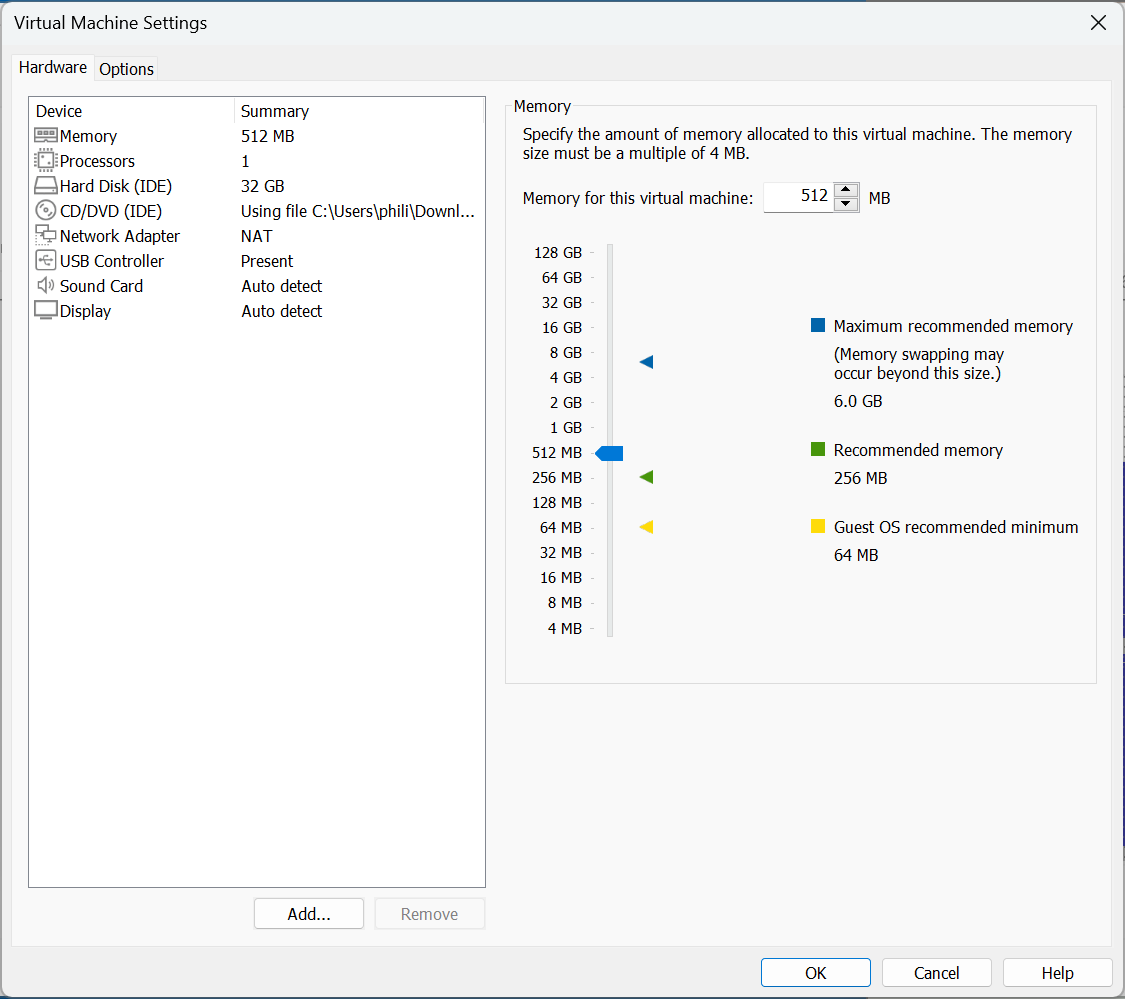 Virtual Machine Settings
Hardware Options
Device Summary
Memory 512 MB
Processors 1
Hard Disk (IDE) 32 GB
CD/DVD (IDE) Using file C:\Users\phili\Downl...
Network Adapter NAT
USB Controller Present
Sound Card Auto detect
Display Auto detect
Add... Remove
Memory
Specify the amount of memory allocated to this virtual machine. The memory
size must be a multiple of 4 MB.
Memory for this virtual machine: 512 MB
128 GB
64 GB
32 GB
16 GB
8 GB
4 GB
2 GB
1 GB
512 MB
256 MB
128 MB
64 MB
32 MB
16 MB
8 MB
4 MB
Maximum recommended memory
(Memory swapping may
occur beyond this size.)
6.0 GB
Recommended memory
256 MB
Guest OS recommended minimum
64 MB
OK Cancel Help